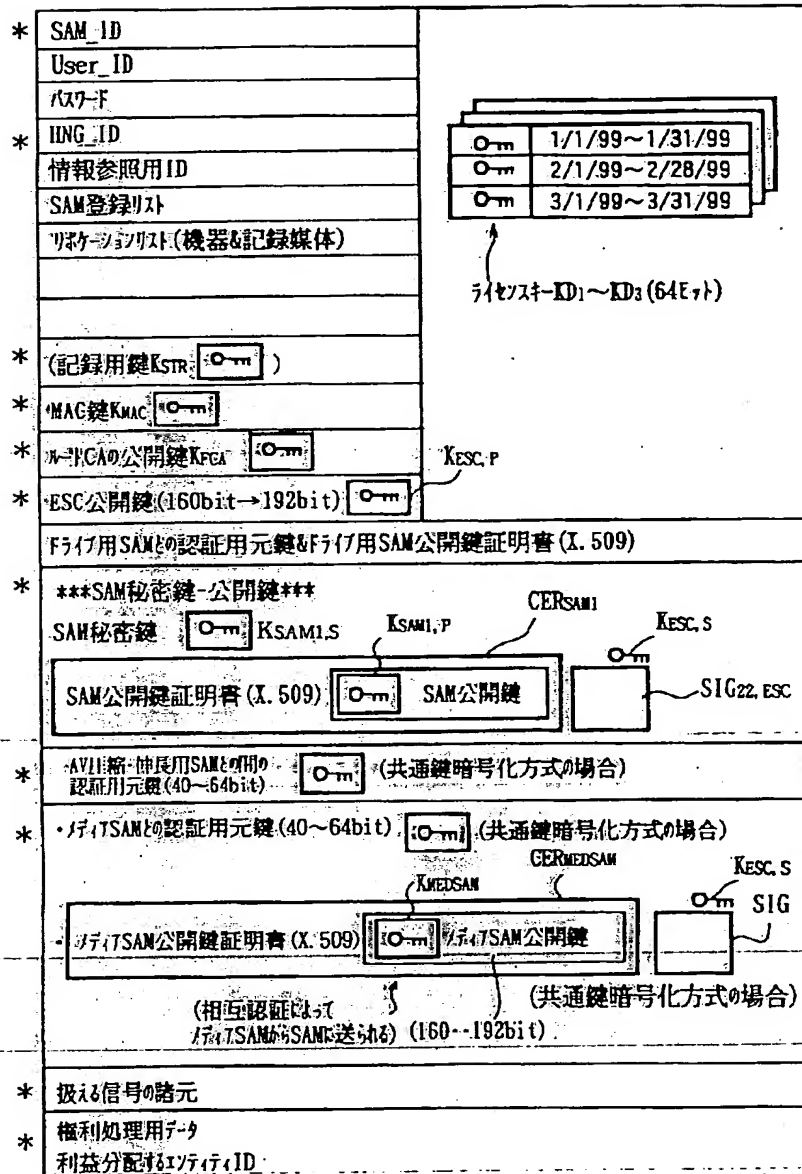 * SAM_ID
User_ID
パスワード
* HNG_ID
情報参照用ID
SAM登録リスト
リボケーションリスト(機器&記録媒体)
1/1/99~1/31/99
2/1/99~2/28/99
3/1/99~3/31/99
ライセンスキーKD1~KD3(64ビット)
* (記録用鍵KSTR )
* ・MAC鍵KMAC
* ルートCAの公開鍵KFCA
* ESC公開鍵(160bit→192bit)
KESC, P
ドライブ用SAMとの認証用元鍵&ドライブ用SAM公開鍵証明書(X.509)
* ***SAM秘密鍵-公開鍵***
SAM秘密鍵 KSAM1,S
KSAM1, P
CERSAM1
KESC, S
SAM公開鍵証明書(X.509) SAM公開鍵
SIG22, ESC
* ・AV圧縮・伸長用SAMとの間の
認証用元鍵(40~64bit) (共通鍵暗号化方式の場合)
* ・メディアSAMとの認証用元鍵(40~64bit) (共通鍵暗号化方式の場合)
KMEDSAM
CERMEDSAM
KESC, S
SIG
・メディアSAM公開鍵証明書(X.509) メディアSAM公開鍵
(共通鍵暗号化方式の場合)
(相互認証によって
メディアSAMからSAMに送られる) (160--192bit)
* 扱える信号の諸元
* 権利処理用データ
利益分配するエンティティID